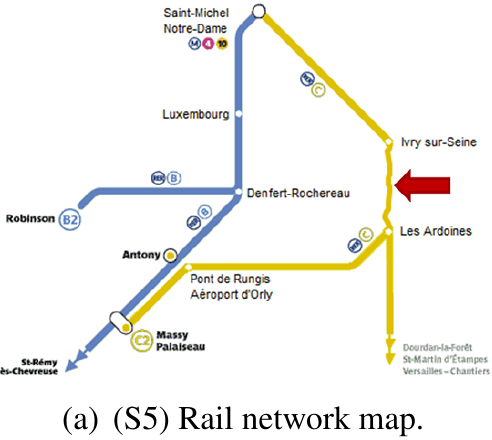 Saint-Michel
Notre-Dame
M 4 10
RER C
Luxembourg
Ivry sur-Seine
RER B
Denfert-Rochereau
Robinson B2
RER B
Les Ardoines
RER C
Antony
Pont de Rungis
Aéroport d'Orly
C2 Massy
Palaiseau
St-Rémy
ès-Chevreuse
Dourdan-la-Forêt
St-Martin d'Étampes
Versailles - Chantiers
(a) (S5) Rail network map.